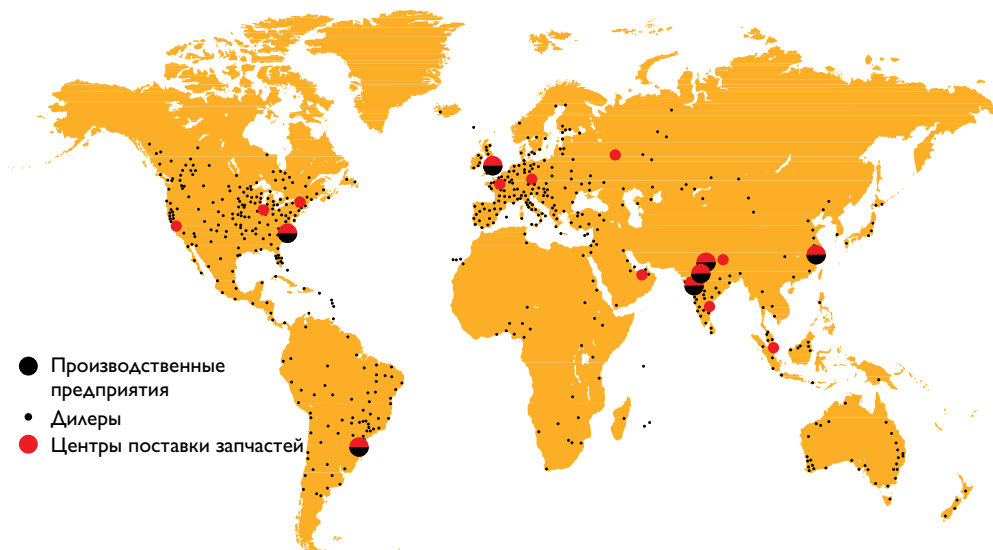 Производственные
предприятия
Дилеры
Центры поставки запчастей